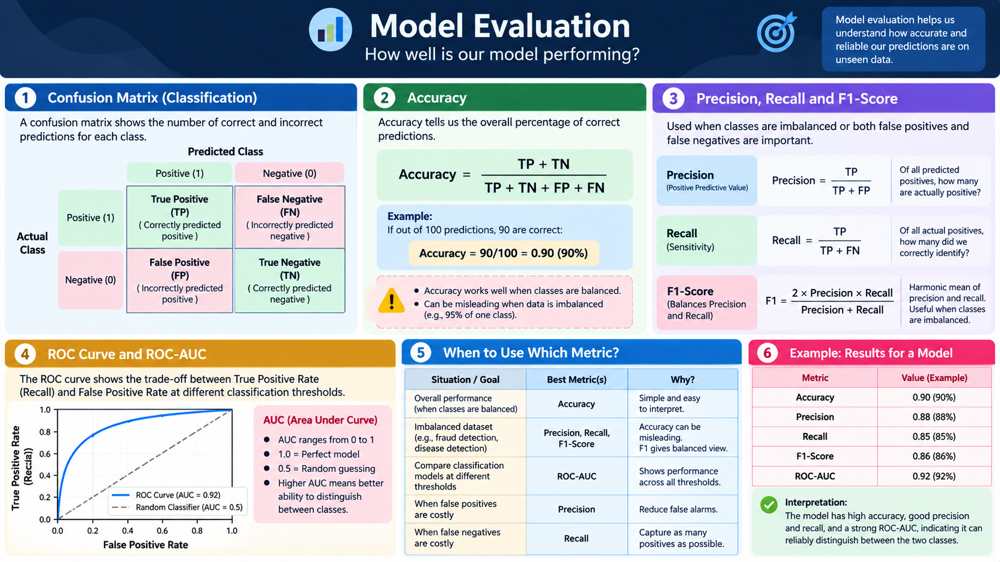 Model Evaluation
How well is our model performing?
Model evaluation helps us
understand how accurate and
reliable our predictions are on
unseen data.
1 Confusion Matrix (Classification)
A confusion matrix shows the number of correct and incorrect
predictions for each class.
Predicted Class
Positive (1) Negative (0)
Actual
Class
Positive (1)
True Positive
(TP)
( Correctly predicted
positive )
False Negative
(FN)
( Incorrectly predicted
negative )
Negative (0)
False Positive
(FP)
( Incorrectly predicted
positive )
True Negative
(TN)
( Correctly predicted
negative )
2 Accuracy
Accuracy tells us the overall percentage of correct
predictions.
Accuracy =
TP + TN
TP + TN + FP + FN
Example:
If out of 100 predictions, 90 are correct:
Accuracy = 90/100 = 0.90 (90%)
● Accuracy works well when classes are balanced.
● Can be misleading when data is imbalanced
(e.g., 95% of one class).
3 Precision, Recall and F1-Score
Used when classes are imbalanced or both false positives and
false negatives are important.
Precision
(Positive Predictive Value)
Precision =
TP
TP + FP
Of all predicted
positives, how many
are actually positive?
Recall
(Sensitivity)
Recall =
TP
TP + FN
Of all actual positives,
how many did we
correctly identify?
F1-Score
(Balances Precision
and Recall)
F1 =
2 × Precision × Recall
Precision + Recall
Harmonic mean of
precision and recall.
Useful when classes
are imbalanced.
4 ROC Curve and ROC-AUC
The ROC curve shows the trade-off between True Positive Rate
(Recall) and False Positive Rate at different classification thresholds.
True Positive Rate
1.0
0.8
0.6
0.4
0.2
0.0
ROC Curve (AUC = 0.92)
Random Classifier (AUC = 0.5)
0.0 0.2 0.4 0.6 0.8 1.0
False Positive Rate
AUC (Area Under Curve)
● AUC ranges from 0 to 1
● 1.0 = Perfect model
● 0.5 = Random guessing
● Higher AUC means better
ability to distinguish
between classes.
5 When to Use Which Metric?
Situation / Goal Best Metric(s) Why?
Overall performance
(when classes are balanced)
Accuracy
Simple and easy
to interpret.
Imbalanced dataset
(e.g., fraud detection,
disease detection)
Precision, Recall,
F1-Score
Accuracy can be
misleading.
F1 gives balanced view.
Compare classification
models at different
thresholds
ROC-AUC
Shows performance
across all thresholds.
When false positives
are costly
Precision
Reduce false alarms.
When false negatives
are costly
Recall
Capture as many
positives as possible.
6 Example: Results for a Model
Metric Value (Example)
Accuracy 0.90 (90%)
Precision 0.88 (88%)
Recall 0.85 (85%)
F1-Score 0.86 (86%)
ROC-AUC 0.92 (92%)
Interpretation:
The model has high accuracy, good precision
and recall, and a strong ROC-AUC, indicating it can
reliably distinguish between the two classes.